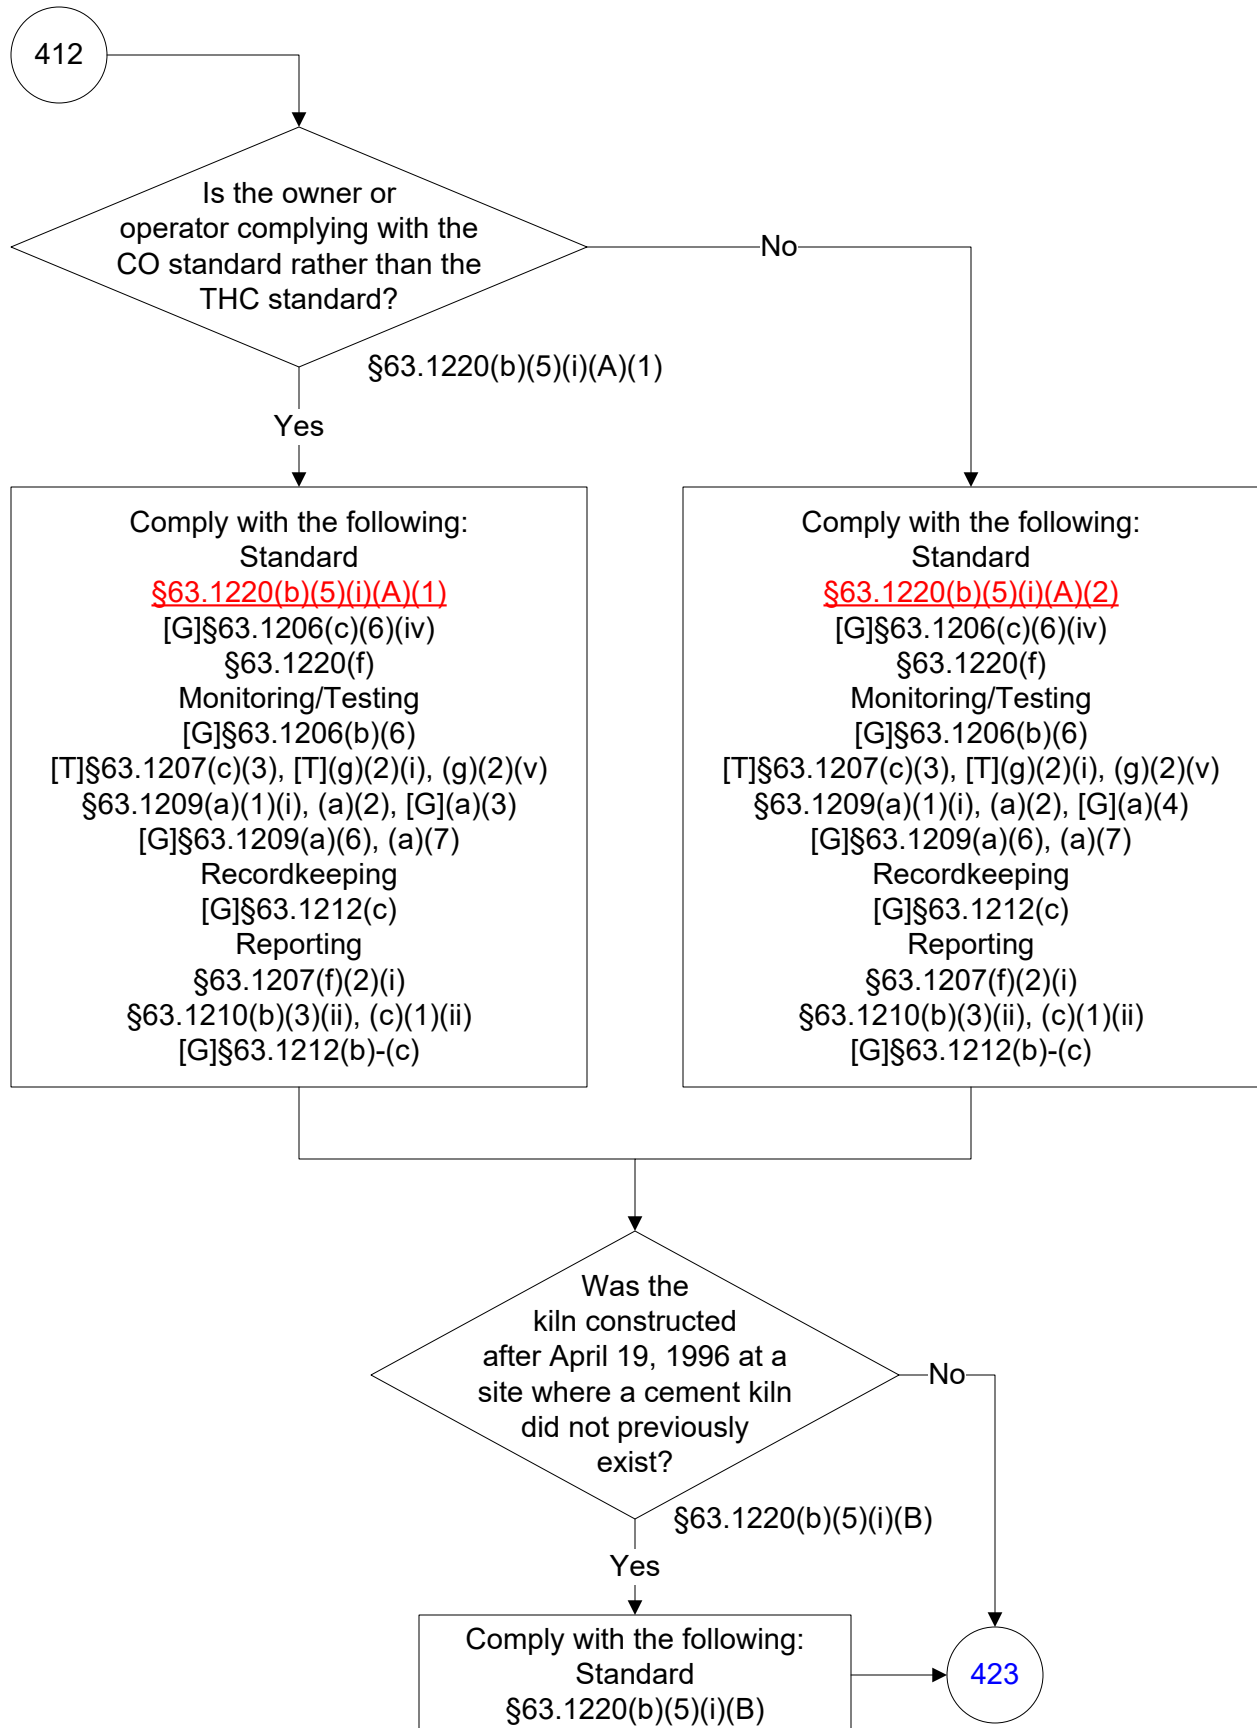 412
Is the owner or
operator complying with the
CO standard rather than the
THC standard?
No
§63.1220(b)(5)(i)(A)(1)
Yes
Comply with the following:
Standard
§63.1220(b)(5)(i)(A)(1)
[G]§63.1206(c)(6)(iv)
§63.1220(f)
Monitoring/Testing
[G]§63.1206(b)(6)
[T]§63.1207(c)(3), [T](g)(2)(i), (g)(2)(v)
§63.1209(a)(1)(i), (a)(2), [G](a)(3)
[G]§63.1209(a)(6), (a)(7)
Recordkeeping
[G]§63.1212(c)
Reporting
§63.1207(f)(2)(i)
§63.1210(b)(3)(ii), (c)(1)(ii)
[G]§63.1212(b)-(c)
Comply with the following:
Standard
§63.1220(b)(5)(i)(A)(2)
[G]§63.1206(c)(6)(iv)
§63.1220(f)
Monitoring/Testing
[G]§63.1206(b)(6)
[T]§63.1207(c)(3), [T](g)(2)(i), (g)(2)(v)
§63.1209(a)(1)(i), (a)(2), [G](a)(4)
[G]§63.1209(a)(6), (a)(7)
Recordkeeping
[G]§63.1212(c)
Reporting
§63.1207(f)(2)(i)
§63.1210(b)(3)(ii), (c)(1)(ii)
[G]§63.1212(b)-(c)
Was the
kiln constructed
after April 19, 1996 at a
site where a cement kiln
did not previously
exist?
No
§63.1220(b)(5)(i)(B)
Yes
Comply with the following:
Standard
§63.1220(b)(5)(i)(B)
423